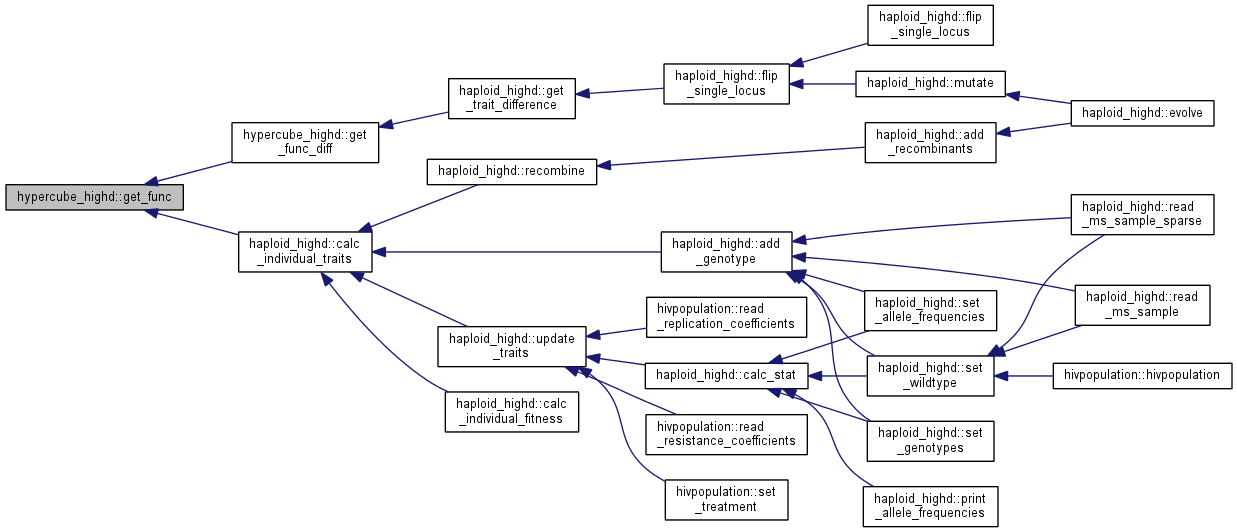 hypercube_highd::get_func
hypercube_highd::get
_func_diff
haploid_highd::get
_trait_difference
haploid_highd::flip
_single_locus
haploid_highd::flip
_single_locus
haploid_highd::mutate
haploid_highd::evolve
haploid_highd::calc
_individual_traits
haploid_highd::recombine
haploid_highd::add
_recombinants
haploid_highd::add
_genotype
haploid_highd::read
_ms_sample_sparse
haploid_highd::read
_ms_sample
haploid_highd::set
_allele_frequencies
haploid_highd::set
_wildtype
hivpopulation::hivpopulation
haploid_highd::set
_genotypes
haploid_highd::update
_traits
hivpopulation::read
_replication_coefficients
haploid_highd::calc_stat
haploid_highd::print
_allele_frequencies
hivpopulation::read
_resistance_coefficients
hivpopulation::set
_treatment
haploid_highd::calc
_individual_fitness